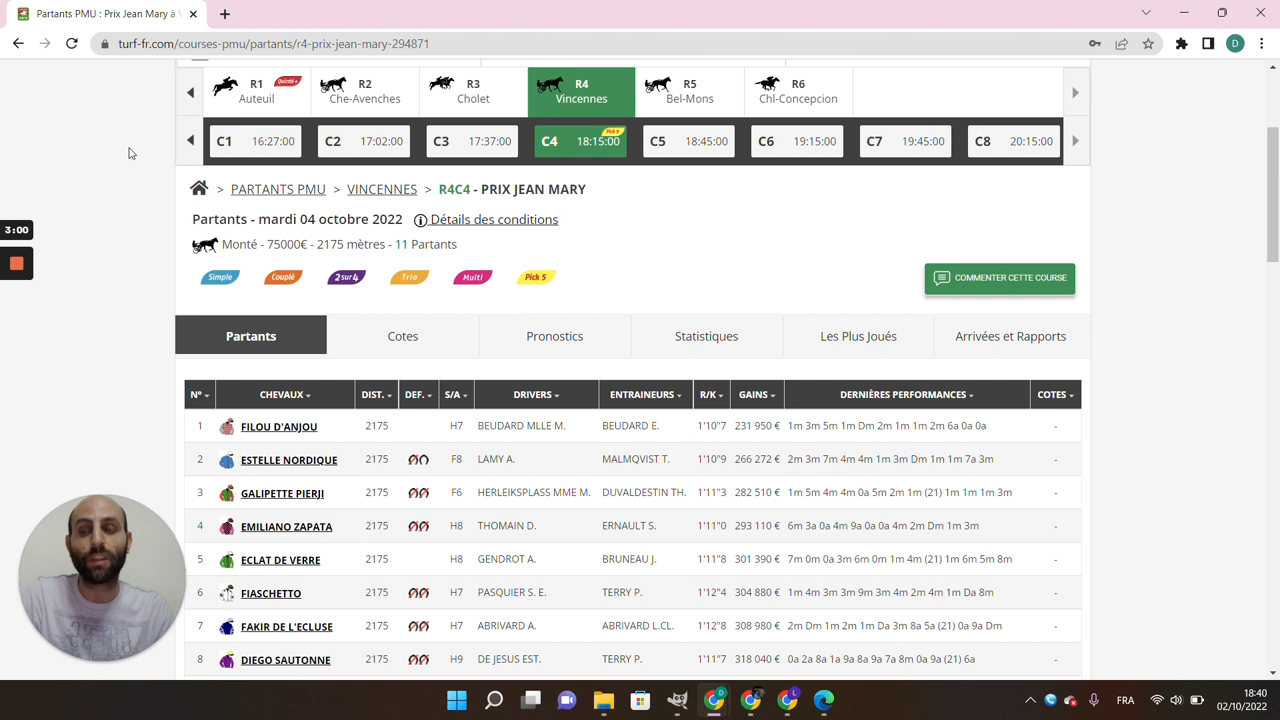 Partants PMU : Prix Jean Mary à V
turf-fr.com/courses-pmu/partants/r4-prix-jean-mary-294871
D
R1 Quinté+ R2 R3 R4 R5 R6
Auteuil Che-Avenches Cholet Vincennes Bel-Mons Chl-Concepcion
Pick 5
C1 16:27:00 C2 17:02:00 C3 17:37:00 C4 18:15:00 C5 18:45:00 C6 19:15:00 C7 19:45:00 C8 20:15:00
> PARTANTS PMU > VINCENNES > R4C4 - PRIX JEAN MARY
Partants - mardi 04 octobre 2022 Détails des conditions
3:00
Monté - 75000€ - 2175 mètres - 11 Partants
Simple Couplé 2sur4 Trio Multi Pick 5 COMMENTER CETTE COURSE
Partants Cotes Pronostics Statistiques Les Plus Joués Arrivées et Rapports
N° CHEVAUX DIST. DEF. S/A DRIVERS ENTRAINEURS R/K GAINS DERNIÈRES PERFORMANCES COTES
1 FILOU D'ANJOU 2175 H7 BEUDARD MLLE M. BEUDARD E. 1'10"7 231 950 € 1m 3m 5m 1m Dm 2m 1m 1m 2m 6a 0a 0a -
2 ESTELLE NORDIQUE 2175 F8 LAMY A. MALMQVIST T. 1'10"9 266 272 € 2m 3m 7m 4m 4m 1m 3m Dm 1m 1m 7a 3m -
3 GALIPETTE PIERJI 2175 F6 HERLEIKSPLASS MME M. DUVALDESTIN TH. 1'11"3 282 510 € 1m 5m 4m 4m 0a 5m 2m 1m (21) 1m 1m 1m 3m -
4 EMILIANO ZAPATA 2175 H8 THOMAIN D. ERNAULT S. 1'11"0 293 110 € 6m 3a 0a 4m 9a 0a 0a 4m 2m Dm 1m 3m -
5 ECLAT DE VERRE 2175 H8 GENDROT A. BRUNEAU J. 1'11"8 301 390 € 7m 0m 0a 3m 6m 0m 1m 4m (21) 1m 6m 5m 8m -
6 FIASCHETTO 2175 H7 PASQUIER S. E. TERRY P. 1'12"4 304 880 € 1m 4m 3m 3m 9m 3m 4m 2m 4m 1m Da 8m -
7 FAKIR DE L'ECLUSE 2175 H7 ABRIVARD A. ABRIVARD L.CL. 1'12"8 308 980 € 2m Dm 1m 2m 1m Da 3m 8a 5a (21) 0a 9a Dm -
8 DIEGO SAUTONNE 2175 H9 DE JESUS EST. TERRY P. 1'11"7 318 040 € 0a 2a 8a 1a 9a 8a 9a 7a 8m 0a 9a (21) 6a -
FRA
18:40
02/10/2022